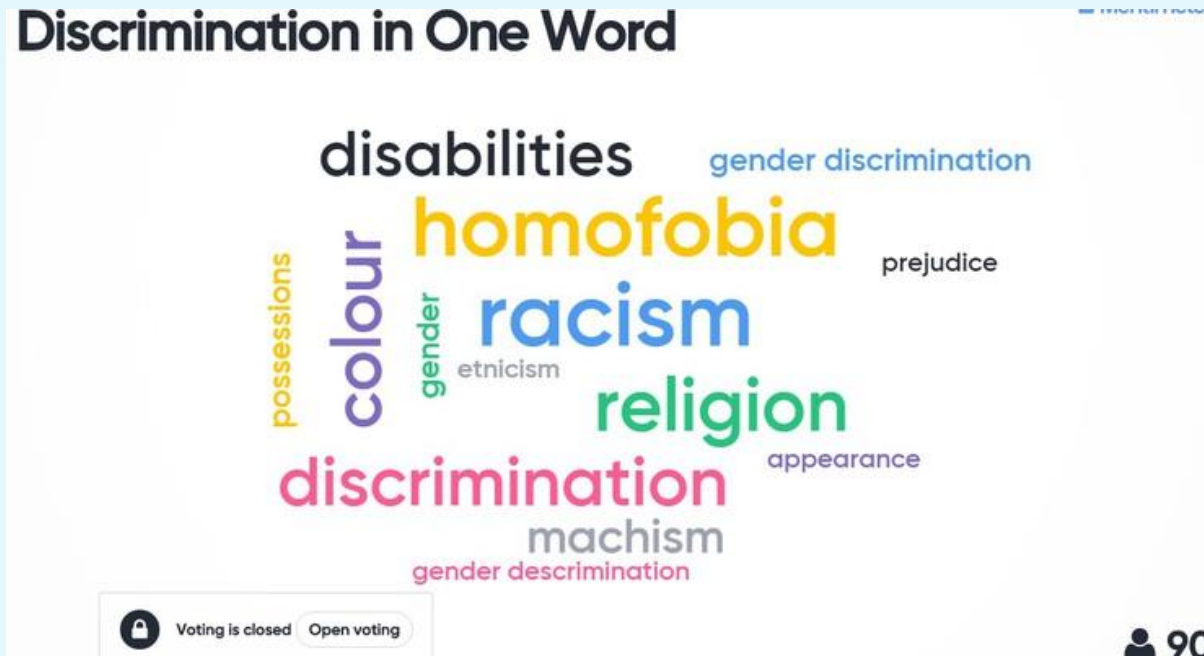 Discrimination in One Word
disabilities
gender discrimination
homofobia
prejudice
possessions
colour
gender
racism
etnicism
religion
appearance
discrimination
machism
gender descrimination
Voting is closed Open voting
90